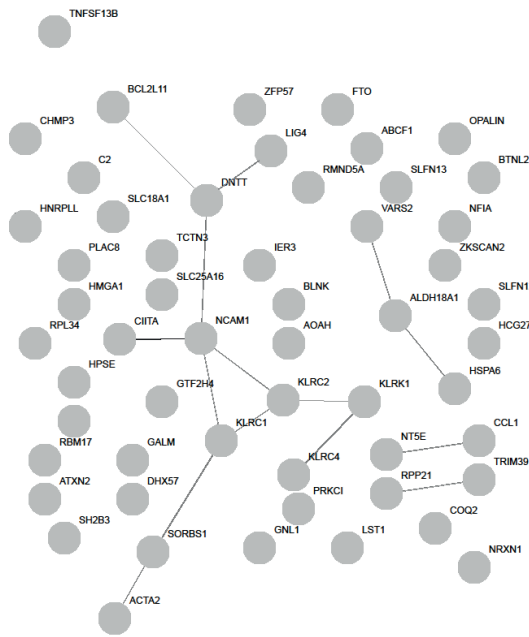 TNFSF13B
BCL2L11
ZFP57
FTO
CHMP3
LIG4
ABCF1
OPALIN
C2
DNTT
RMND5A
SLFN13
BTNL2
HNRPLL
SLC18A1
VARS2
NFIA
PLAC8
TCTN3
IER3
ZKSCAN2
HMGA1
SLC25A16
BLNK
ALDH18A1
SLFN1
RPL34
CIITA
NCAM1
AOAH
HCG27
HPSE
GTF2H4
KLRC2
KLRK1
HSPA6
RBM17
GALM
KLRC1
KLRC4
NT5E
CCL1
ATXN2
DHX57
PRKCI
RPP21
TRIM39
SH2B3
SORBS1
GNL1
LST1
COQ2
NRXN1
ACTA2